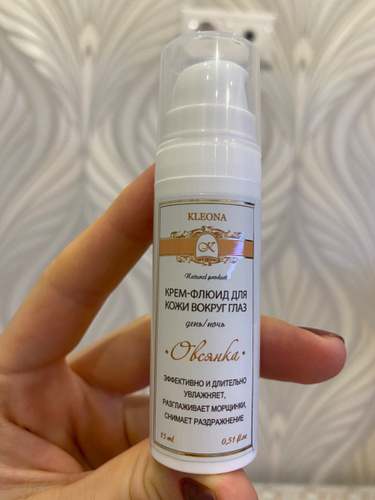 KLEONA
K
Natural product
КРЕМ-ФЛЮИД ДЛЯ
КОЖИ ВОКРУГ ГЛАЗ
день/ночь
•Овсянка•
ЭФФЕКТИВНО И ДЛИТЕЛЬНО
УВЛАЖНЯЕТ,
РАЗГЛАЖИВАЕТ МОРЩИНКИ,
СНИМАЕТ РАЗДРАЖЕНИЕ
15 ml 0,51 fl.oz